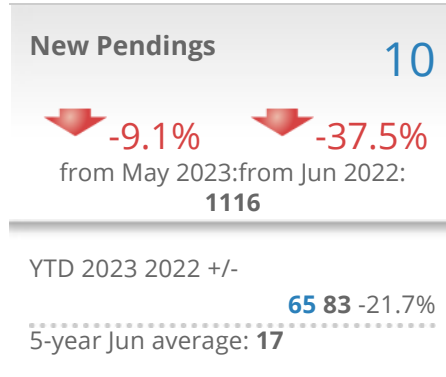 New Pendings 10
-9.1% -37.5%
from May 2023:from Jun 2022:
1116
YTD 2023 2022 +/-
65 83 -21.7%
5-year Jun average: 17